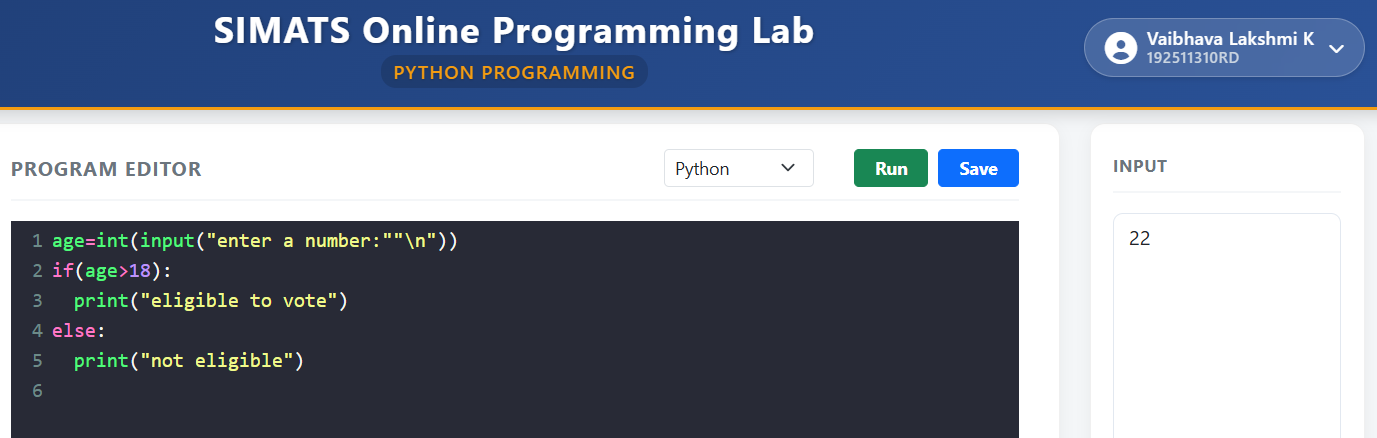 SIMATS Online Programming Lab
PYTHON PROGRAMMING
Vaibhava Lakshmi K
192511310RD
PROGRAM EDITOR
Python
Run
Save
1 age=int(input("enter a number:""\n"))
2 if(age>18):
3   print("eligible to vote")
4 else:
5   print("not eligible")
6
INPUT
22